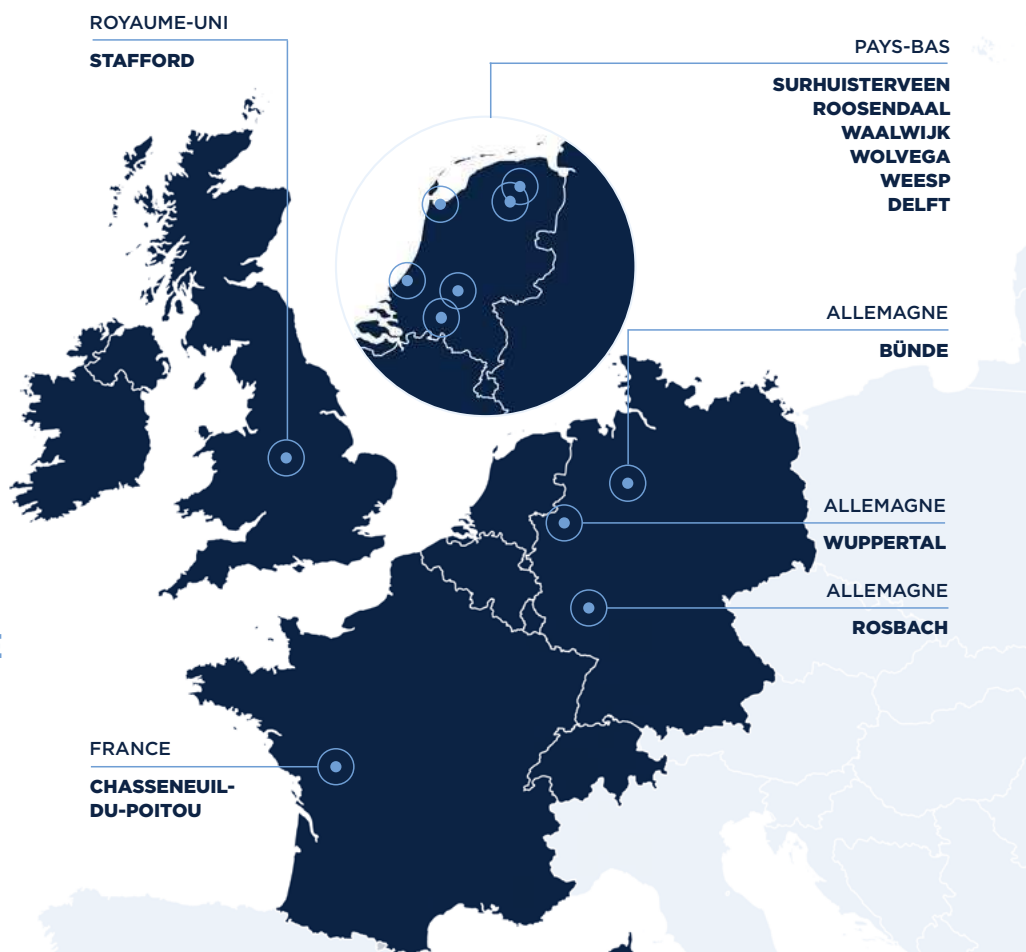 ROYAUME-UNI
STAFFORD
PAYS-BAS
SURHUISTERVEEN
ROOSENDAAL
WAALWIJK
WOLVEGA
WEESP
DELFT
ALLEMAGNE
BÜNDE
ALLEMAGNE
WUPPERTAL
ALLEMAGNE
ROSBACH
FRANCE
CHASSENEUIL-
DU-POITOU